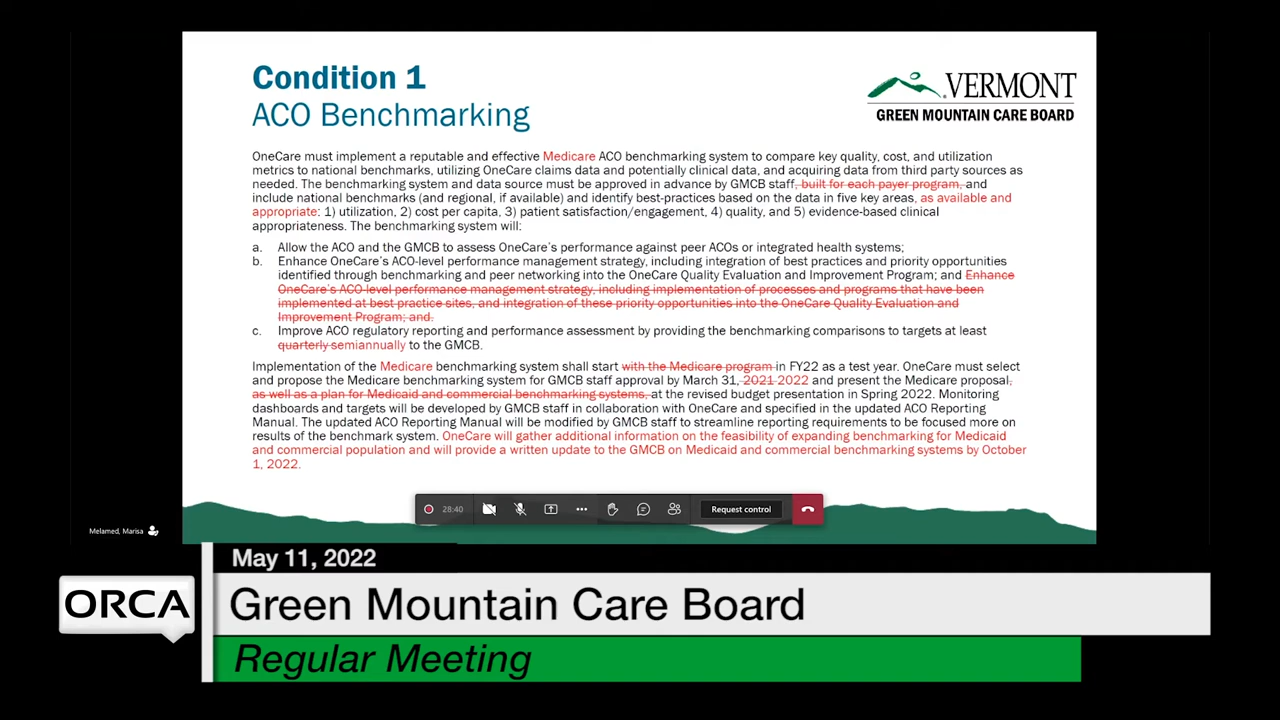 Condition 1
ACO Benchmarking
VERMONT
GREEN MOUNTAIN CARE BOARD
OneCare must implement a reputable and effective Medicare ACO benchmarking system to compare key quality, cost, and utilization
metrics to national benchmarks, utilizing OneCare claims data and potentially clinical data, and acquiring data from third party sources as
needed. The benchmarking system and data source must be approved in advance by GMCB staff, built for each payer program, and
include national benchmarks (and regional, if available) and identify best-practices based on the data in five key areas, as available and
appropriate: 1) utilization, 2) cost per capita, 3) patient satisfaction/engagement, 4) quality, and 5) evidence-based clinical
appropriateness. The benchmarking system will:
a. Allow the ACO and the GMCB to assess OneCare's performance against peer ACOs or integrated health systems;
b. Enhance OneCare's ACO-level performance management strategy, including integration of best practices and priority opportunities
identified through benchmarking and peer networking into the OneCare Quality Evaluation and Improvement Program; and Enhance
OneCare's ACO-level performance management strategy, including implementation of processes and programs that have been
implemented at best practice sites, and integration of these priority opportunities into the OneCare Quality Evaluation and
Improvement Program; and.
c. Improve ACO regulatory reporting and performance assessment by providing the benchmarking comparisons to targets at least
quarterly semiannually to the GMCB.
Implementation of the Medicare benchmarking system shall start with the Medicare program in FY22 as a test year. OneCare must select
and propose the Medicare benchmarking system for GMCB staff approval by March 31, 2021 2022 and present the Medicare proposal,
as well as a plan for Medicaid and commercial benchmarking systems, at the revised budget presentation in Spring 2022. Monitoring
dashboards and targets will be developed by GMCB staff in collaboration with OneCare and specified in the updated ACO Reporting
Manual. The updated ACO Reporting Manual will be modified by GMCB staff to streamline reporting requirements to be focused more on
results of the benchmark system. OneCare will gather additional information on the feasibility of expanding benchmarking for Medicaid
and commercial population and will provide a written update to the GMCB on Medicaid and commercial benchmarking systems by October
1, 2022.
28:40
Request control
Melamed, Marisa
May 11, 2022
ORCA
Green Mountain Care Board
Regular Meeting